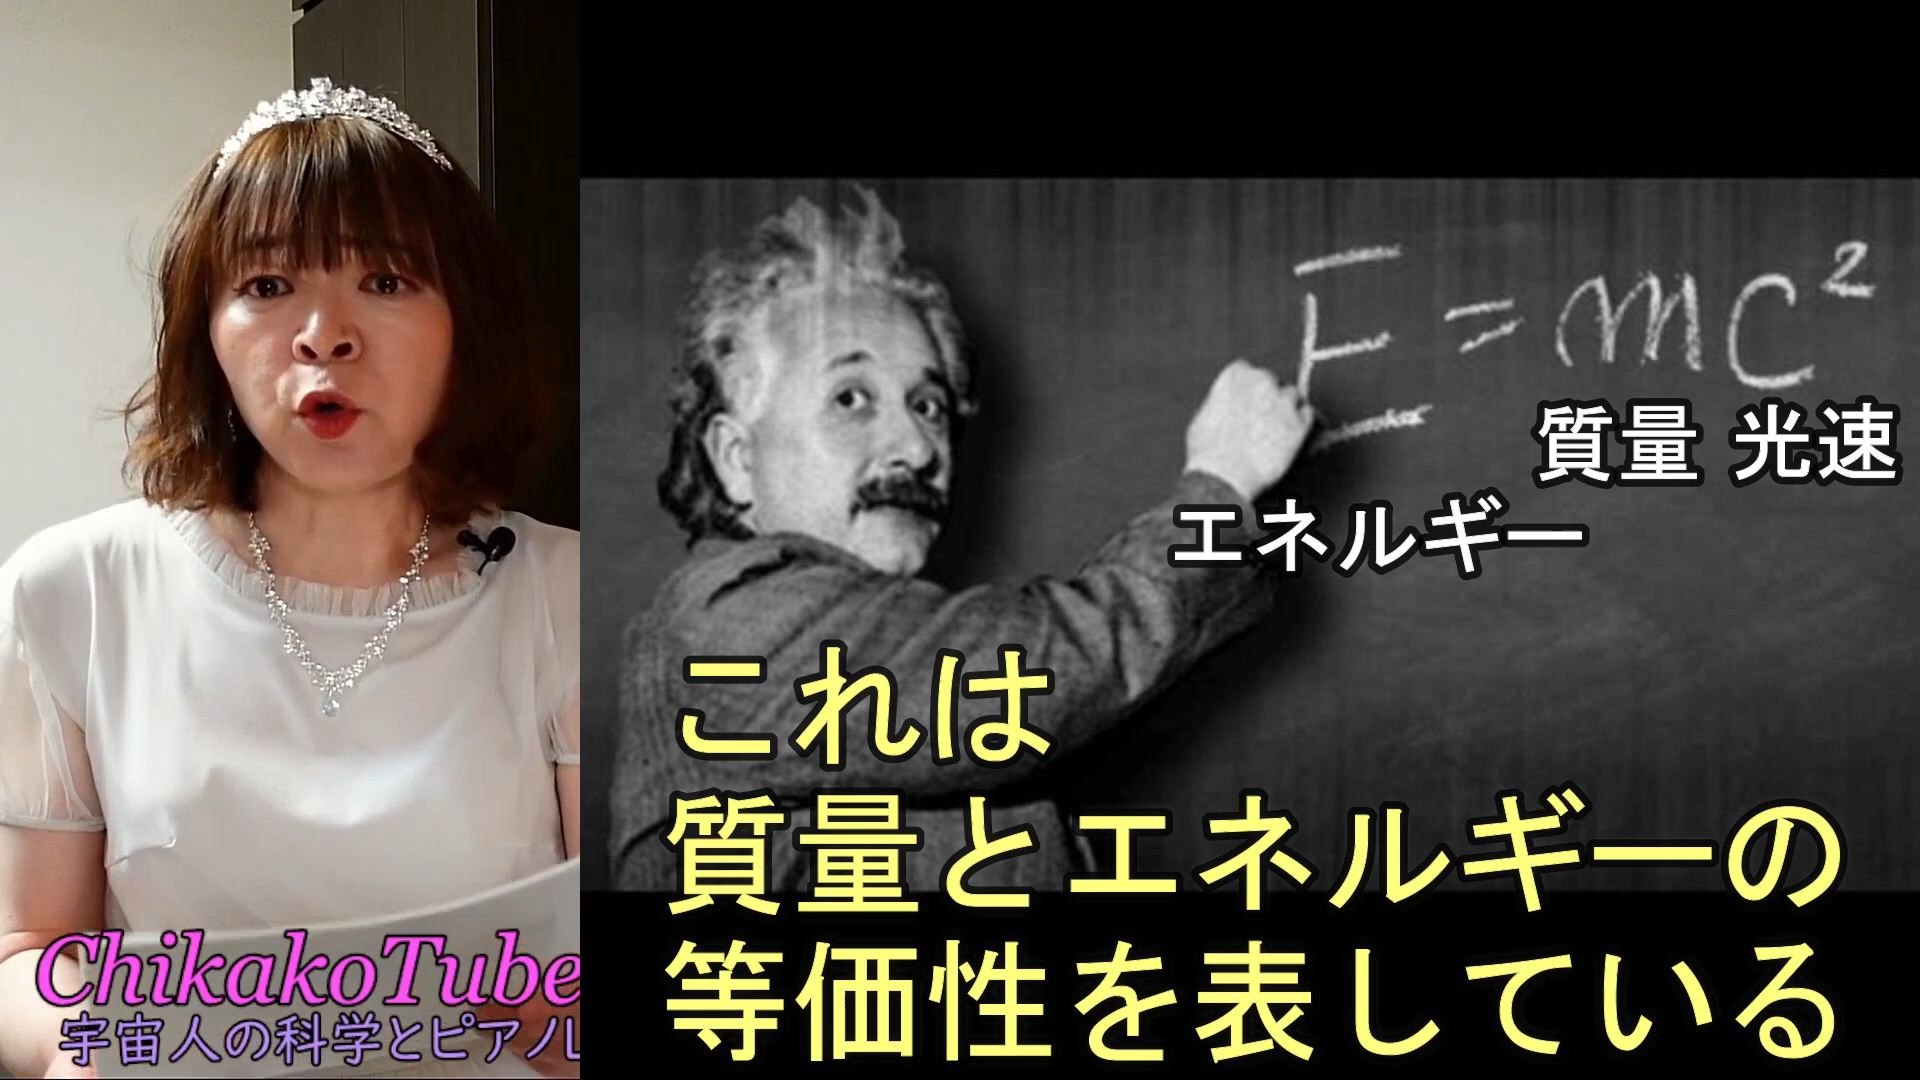 E=mc²
質量 光速
エネルギー
これは
質量とエネルギーの
等価性を表している
ChikakoTube
宇宙人の科学とピアノ